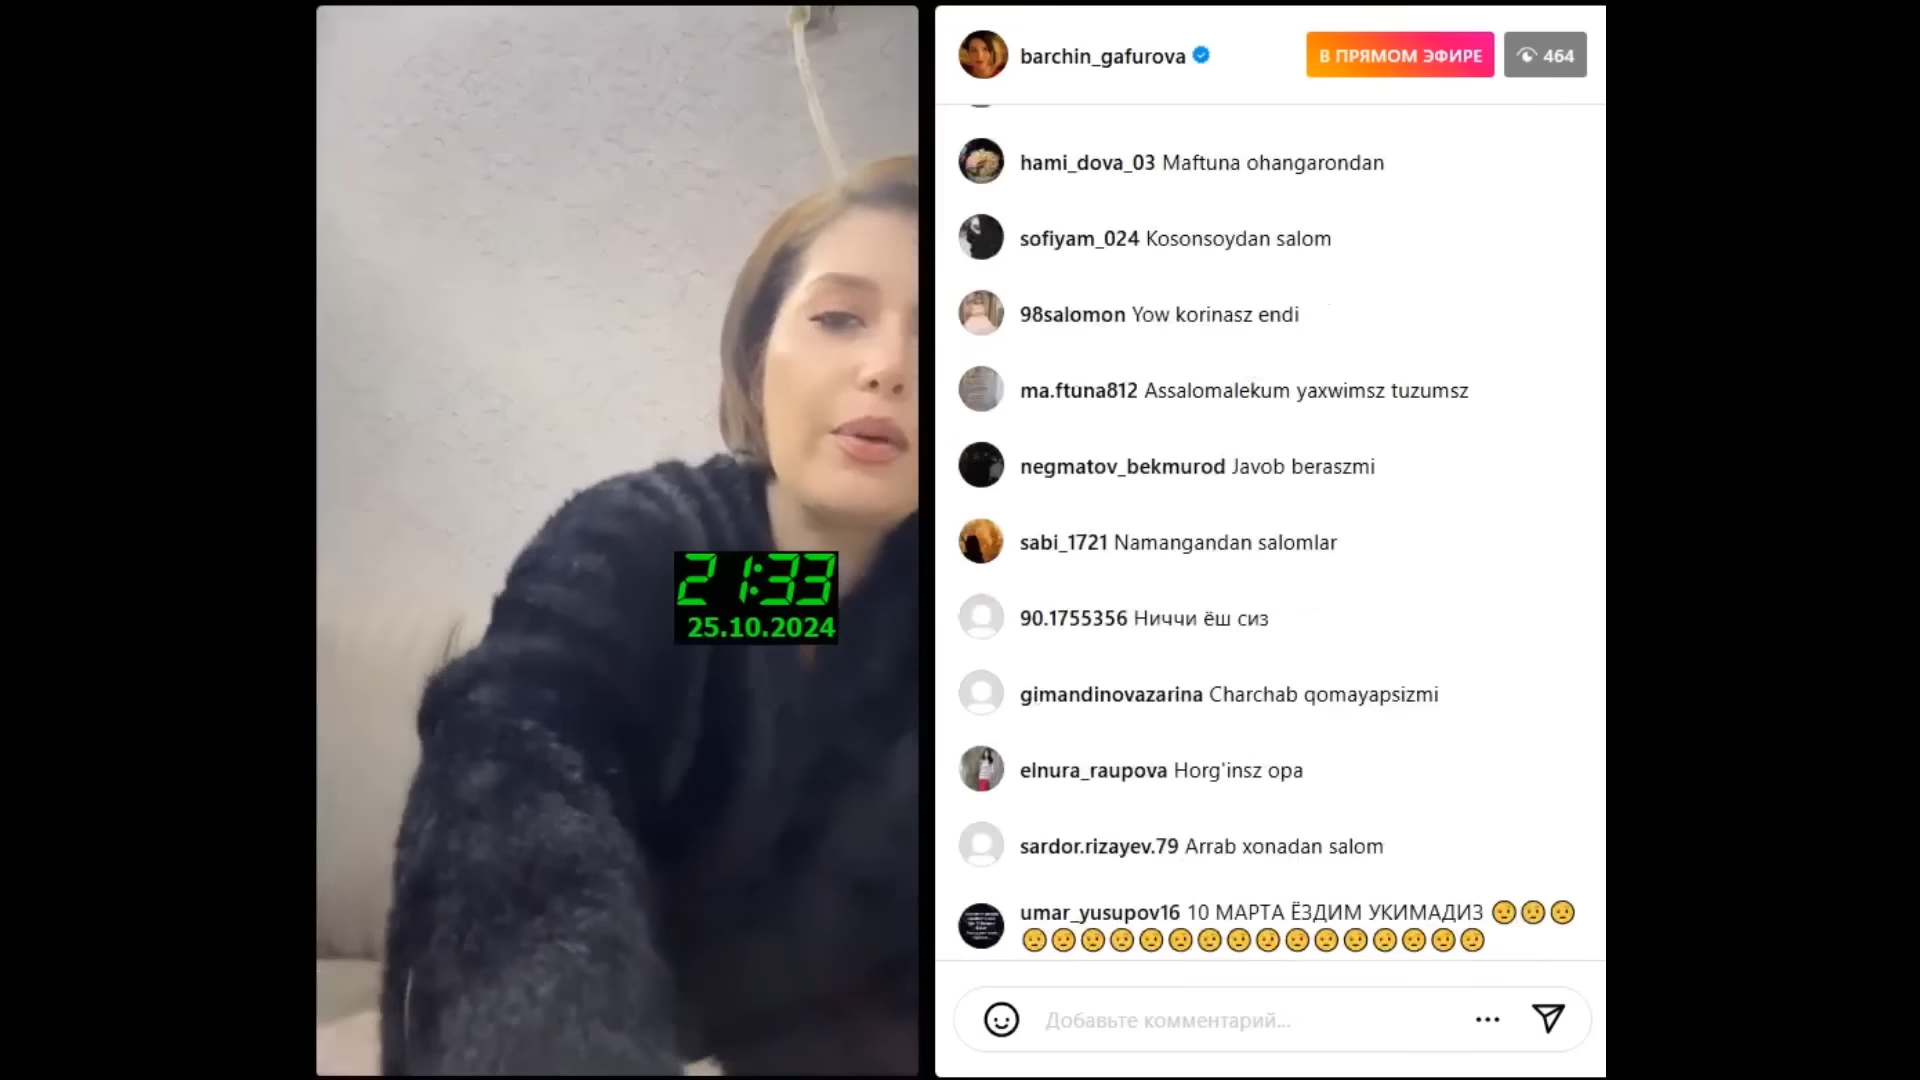 21:33
25.10.2024
barchin_gafurova
В ПРЯМОМ ЭФИРЕ
464
hami_dova_03 Maftuna ohangarondan
sofiyam_024 Kosonsoydan salom
98salomon Yow korinasz endi
ma.ftuna812 Assalomalekum yaxwimsz tuzumsz
negmatov_bekmurod Javob beraszmi
sabi_1721 Namangandan salomlar
90.1755356 Ниччи ёш сиз
gimandinovazarina Charchab qomayapsizmi
elnura_raupova Horg'insz opa
sardor.rizayev.79 Arrab xonadan salom
umar_yusupov16 10 МАРТА ЁЗДИМ УКИМАДИЗ
Добавьте комментарий...